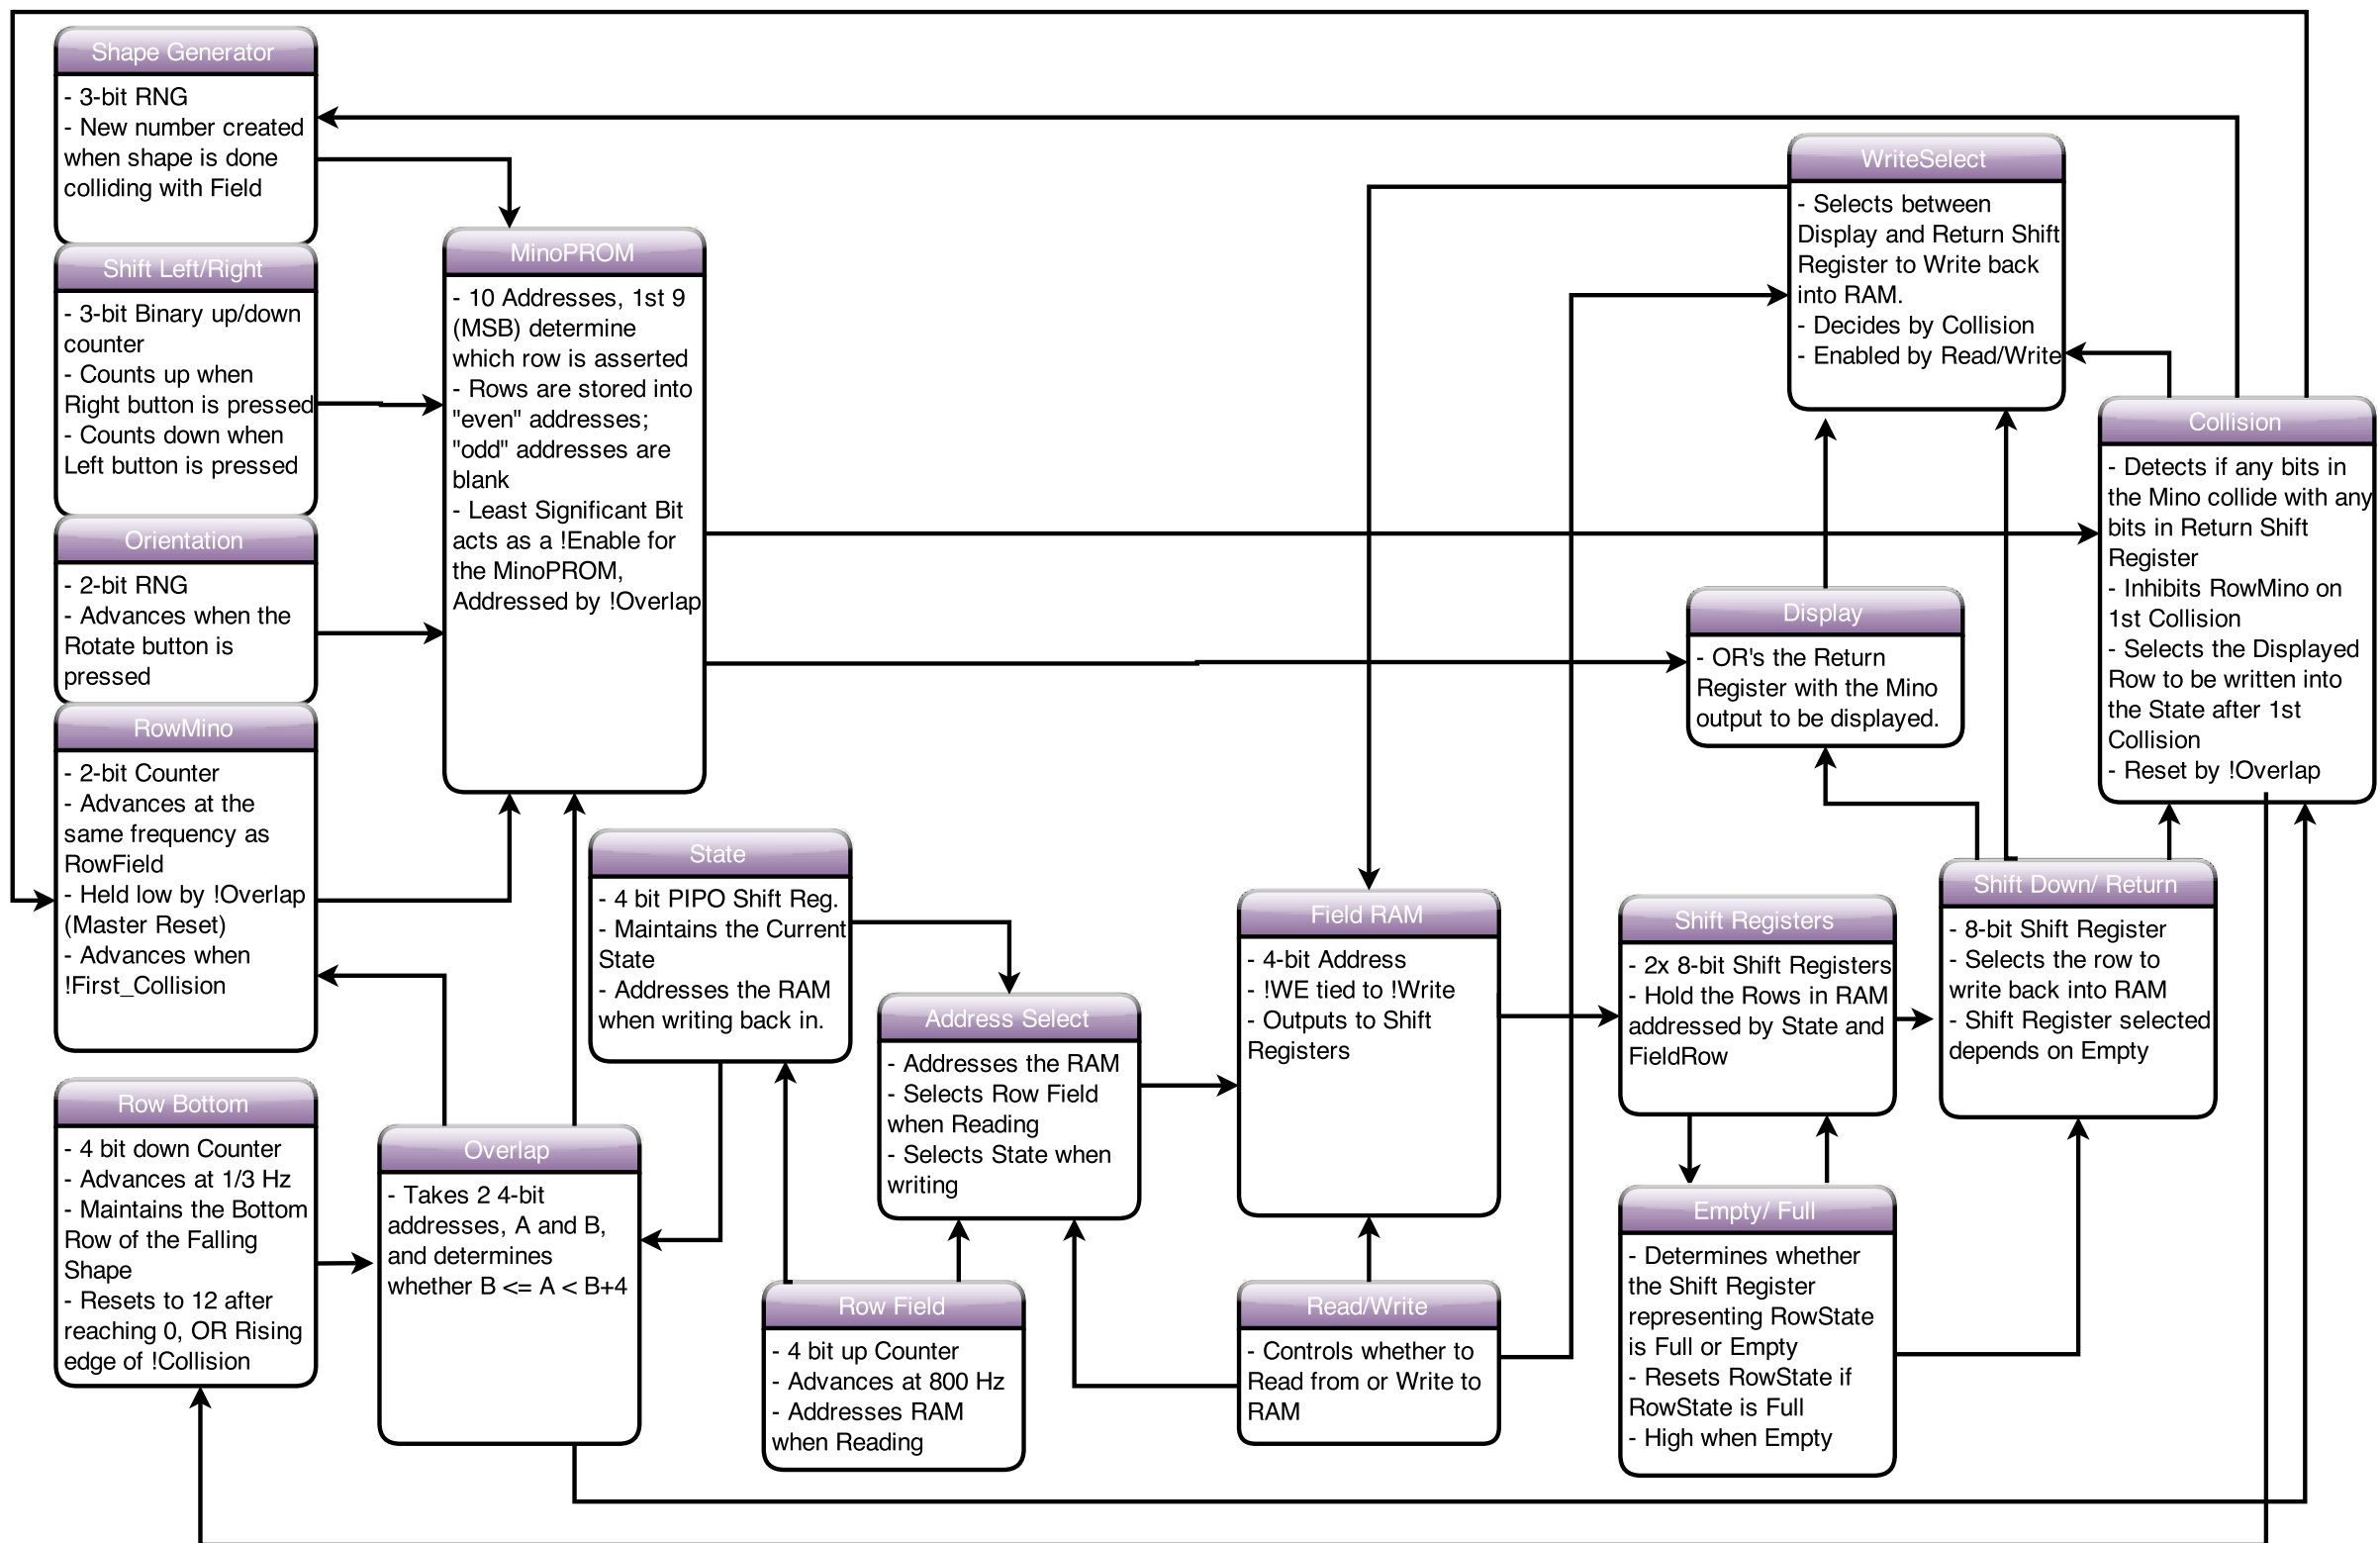 Shape Generator
- 3-bit RNG
- New number created
when shape is done
colliding with Field
Shift Left/Right
- 3-bit Binary up/down
counter
- Counts up when
Right button is pressed
- Counts down when
Left button is pressed
Orientation
- 2-bit RNG
- Advances when the
Rotate button is
pressed
RowMino
- 2-bit Counter
- Advances at the
same frequency as
RowField
- Held low by !Overlap
(Master Reset)
- Advances when
!First_Collision
Row Bottom
- 4 bit down Counter
- Advances at 1/3 Hz
- Maintains the Bottom
Row of the Falling
Shape
- Resets to 12 after
reaching 0, OR Rising
edge of !Collision
MinoPROM
- 10 Addresses, 1st 9
(MSB) determine
which row is asserted
- Rows are stored into
"even" addresses;
"odd" addresses are
blank
- Least Significant Bit
acts as a !Enable for
the MinoPROM,
Addressed by !Overlap
Overlap
- Takes 2 4-bit
addresses, A and B,
and determines
whether B <= A < B+4
State
- 4 bit PIPO Shift Reg.
- Maintains the Current
State
- Addresses the RAM
when writing back in.
Address Select
- Addresses the RAM
- Selects Row Field
when Reading
- Selects State when
writing
Row Field
- 4 bit up Counter
- Advances at 800 Hz
- Addresses RAM
when Reading
Field RAM
- 4-bit Address
- !WE tied to !Write
- Outputs to Shift
Registers
Read/Write
- Controls whether to
Read from or Write to
RAM
WriteSelect
- Selects between
Display and Return Shift
Register to Write back
into RAM.
- Decides by Collision
- Enabled by Read/Write
Display
- OR's the Return
Register with the Mino
output to be displayed.
Shift Registers
- 2x 8-bit Shift Registers
- Hold the Rows in RAM
addressed by State and
FieldRow
Empty/ Full
- Determines whether
the Shift Register
representing RowState
is Full or Empty
- Resets RowState if
RowState is Full
- High when Empty
Collision
- Detects if any bits in
the Mino collide with any
bits in Return Shift
Register
- Inhibits RowMino on
1st Collision
- Selects the Displayed
Row to be written into
the State after 1st
Collision
- Reset by !Overlap
Shift Down/ Return
- 8-bit Shift Register
- Selects the row to
write back into RAM
- Shift Register selected
depends on Empty